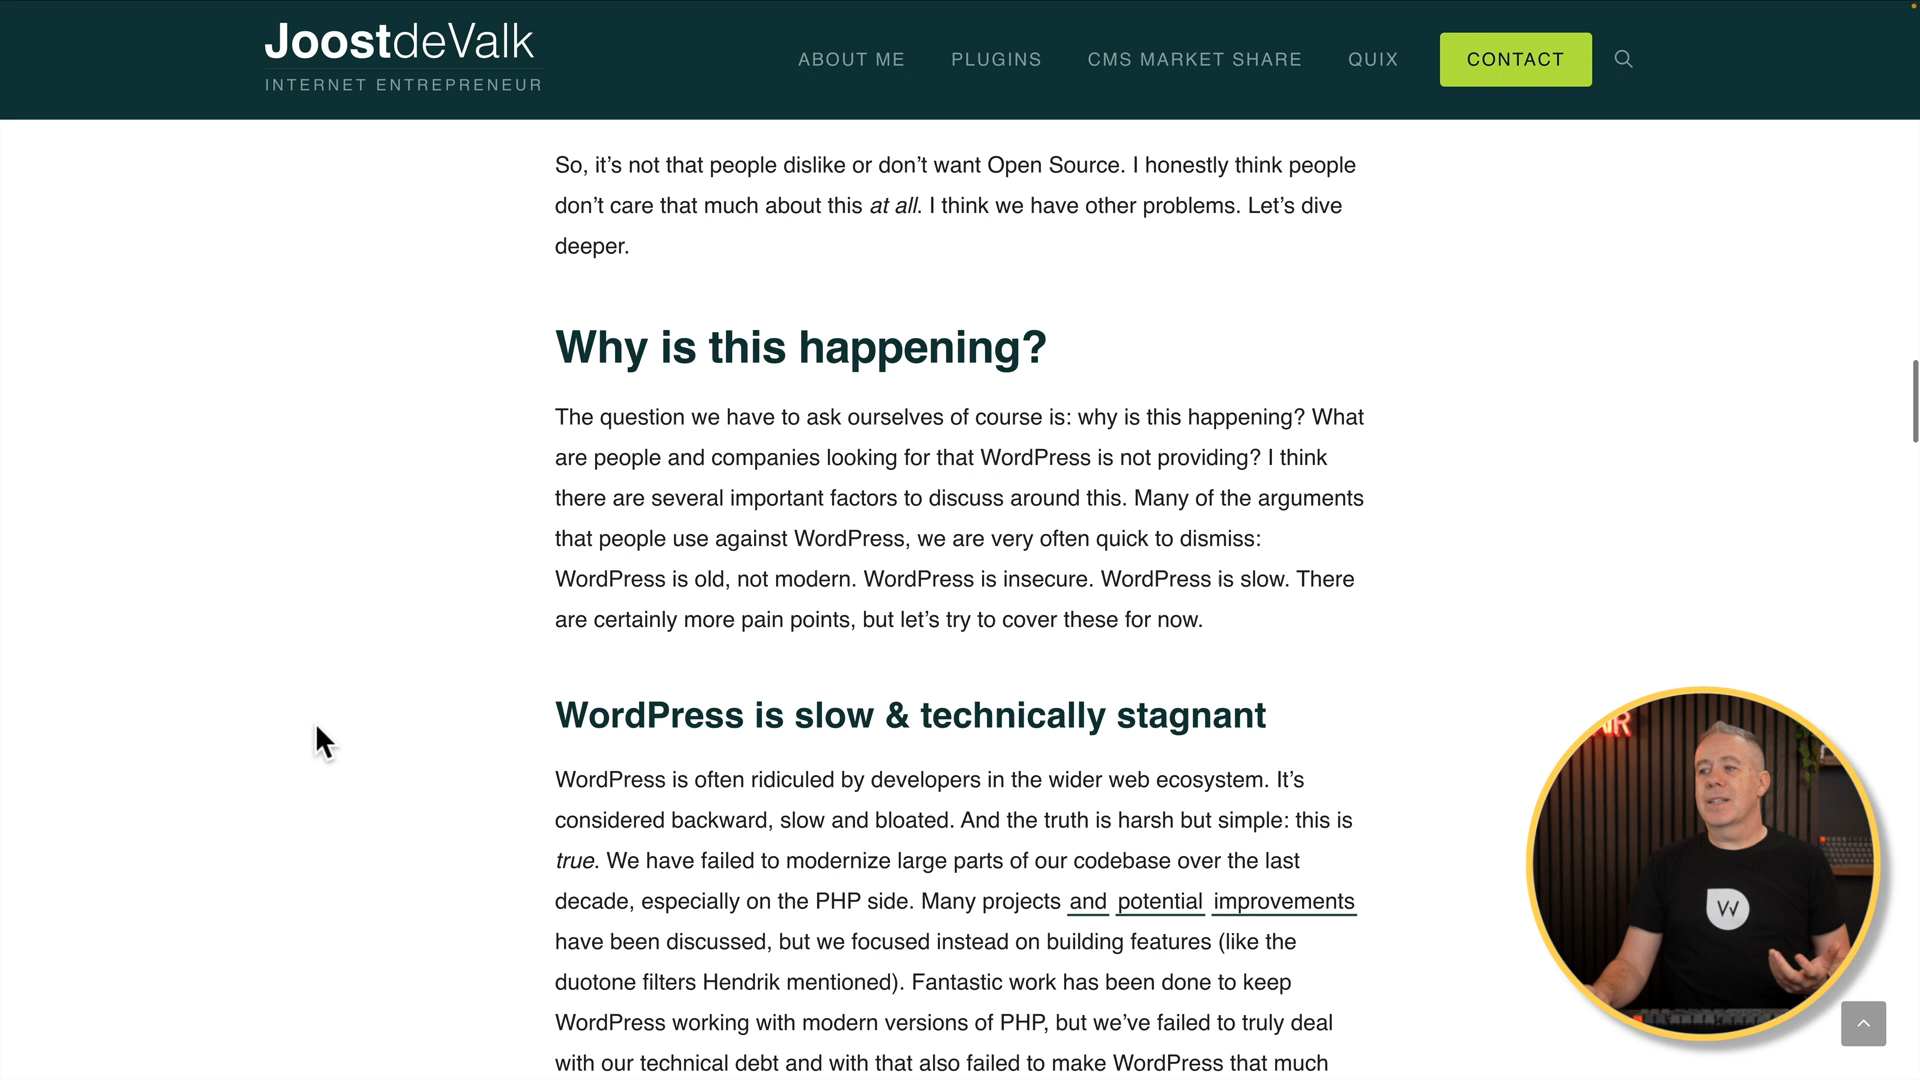 JoostdeValk
INTERNET ENTREPRENEUR
ABOUT ME
PLUGINS
CMS MARKET SHARE
QUIX
CONTACT
So, it’s not that people dislike or don’t want Open Source. I honestly think people
don’t care that much about this at all. I think we have other problems. Let’s dive
deeper.
Why is this happening?
The question we have to ask ourselves of course is: why is this happening? What
are people and companies looking for that WordPress is not providing? I think
there are several important factors to discuss around this. Many of the arguments
that people use against WordPress, we are very often quick to dismiss:
WordPress is old, not modern. WordPress is insecure. WordPress is slow. There
are certainly more pain points, but let’s try to cover these for now.
WordPress is slow & technically stagnant
WordPress is often ridiculed by developers in the wider web ecosystem. It’s
considered backward, slow and bloated. And the truth is harsh but simple: this is
true. We have failed to modernize large parts of our codebase over the last
decade, especially on the PHP side. Many projects and potential improvements
have been discussed, but we focused instead on building features (like the
duotone filters Hendrik mentioned). Fantastic work has been done to keep
WordPress working with modern versions of PHP, but we’ve failed to truly deal
with our technical debt and with that also failed to make WordPress that much
W